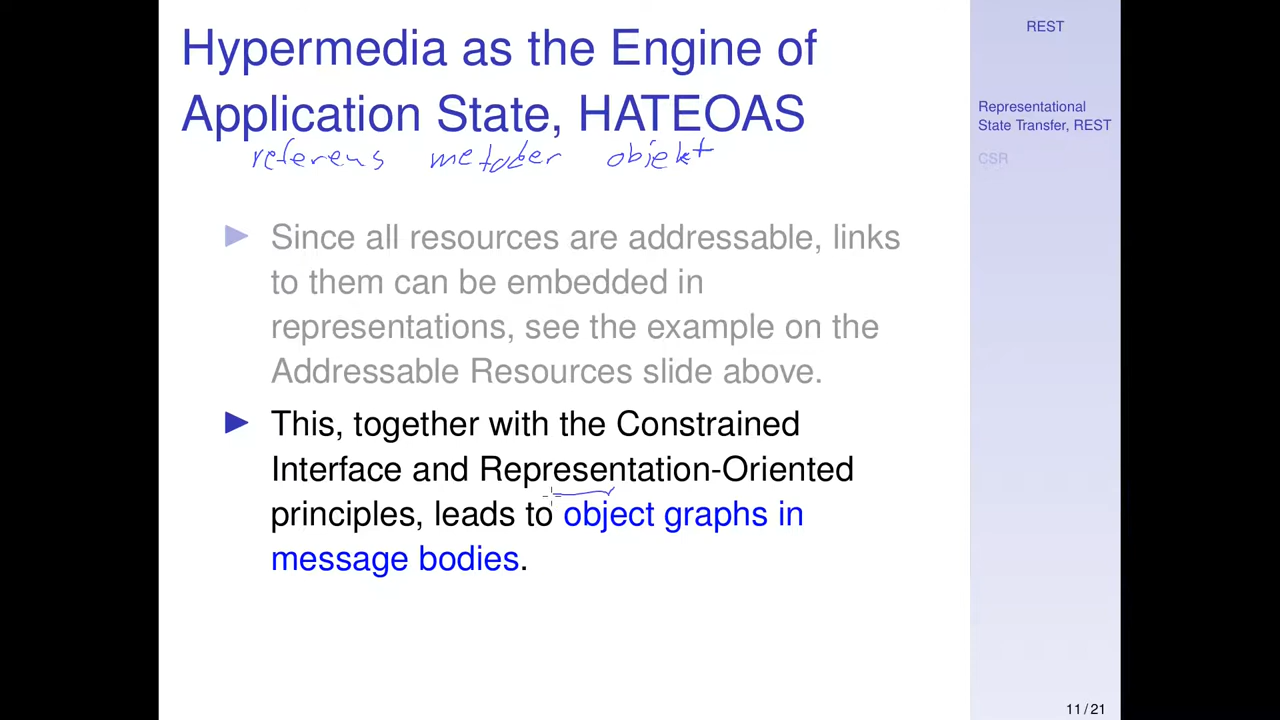 Hypermedia as the Engine of
Application State, HATEOAS
referens metoder objekt
Since all resources are addressable, links
to them can be embedded in
representations, see the example on the
Addressable Resources slide above.
This, together with the Constrained
Interface and Representation-Oriented
principles, leads to object graphs in
message bodies.
REST
Representational
State Transfer, REST
CSR
11/21